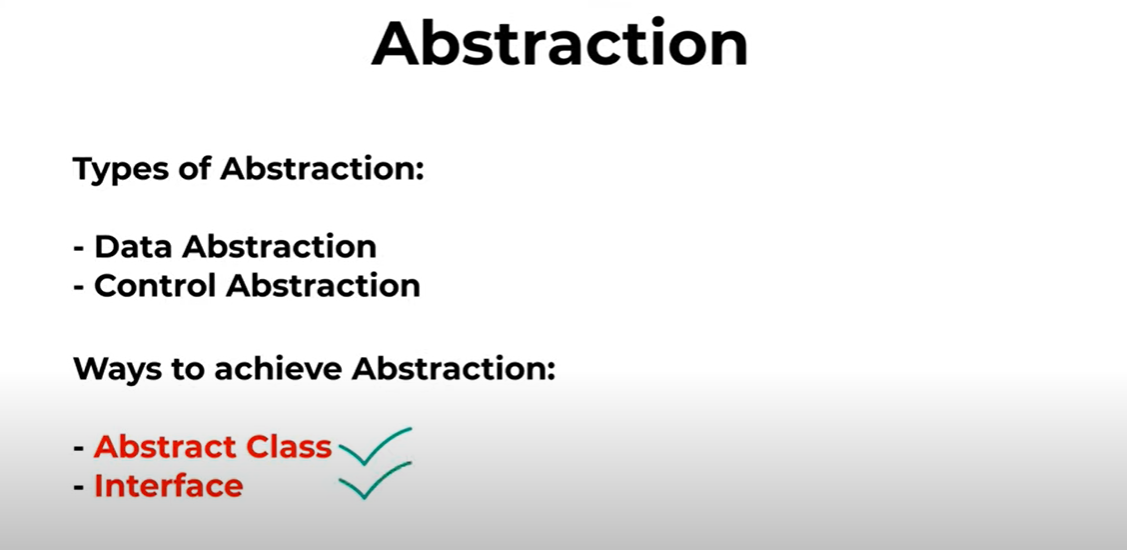 Abstraction
Types of Abstraction:
- Data Abstraction
- Control Abstraction
Ways to achieve Abstraction:
- Abstract Class
- Interface